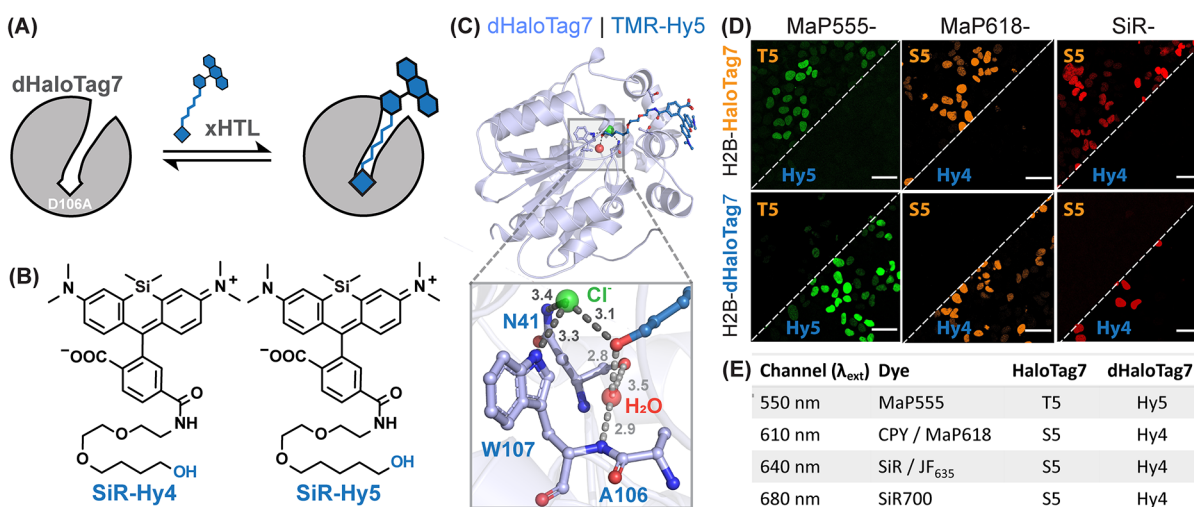 (A)
dHaloTag7
xHTL
D106A
(B)
Si
N
N
+
⁻OOC
O
NH
O
O
OH
SiR-Hy4
Si
N
N
+
⁻OOC
O
NH
O
O
OH
SiR-Hy5
(C) dHaloTag7 | TMR-Hy5
3.4
Cl⁻
3.1
N41
3.3
2.8
3.5
H₂O
2.9
W107
A106
(D)
MaP555- MaP618- SiR-
H2B-HaloTag7
T5 S5 S5
Hy5 Hy4 Hy4
H2B-dHaloTag7
T5 S5 S5
Hy5 Hy4 Hy4
(E) Channel (λext) Dye HaloTag7 dHaloTag7
550 nm MaP555 T5 Hy5
610 nm CPY / MaP618 S5 Hy4
640 nm SiR / JF635 S5 Hy4
680 nm SiR700 S5 Hy4